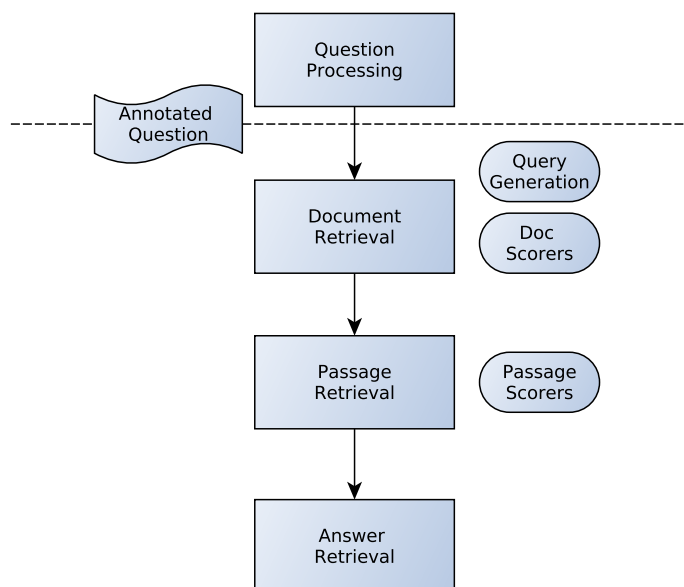 Question
Processing
Annotated
Question
Query
Generation
Document
Retrieval
Doc
Scorers
Passage
Retrieval
Passage
Scorers
Answer
Retrieval